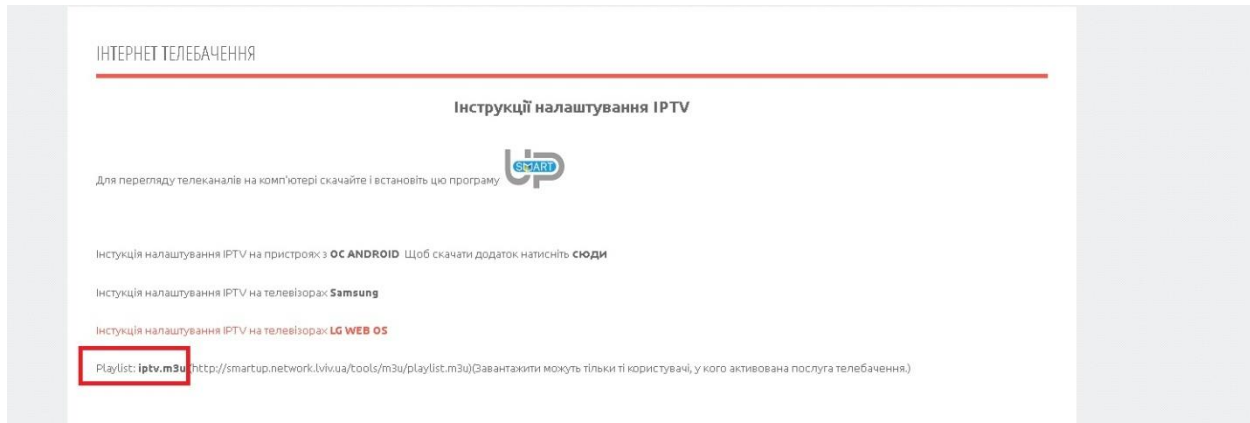 ІНТЕРНЕТ ТЕЛЕБАЧЕННЯ
Інструкції налаштування IPTV
Для перегляду телеканалів на комп'ютері скачайте і встановіть цю програму SMART UP
Інстукція налаштування IPTV на пристроях з ОС ANDROID Щоб скачати додаток натисніть сюди
Інстукція налаштування IPTV на телевізорах Samsung
Інстукція налаштування IPTV на телевізорах LG WEB OS
Playlist: iptv.m3u (http://smartup.network.lviv.ua/tools/m3u/playlist.m3u)(Завантажити можуть тільки ті користувачі, у кого активована послуга телебачення.)